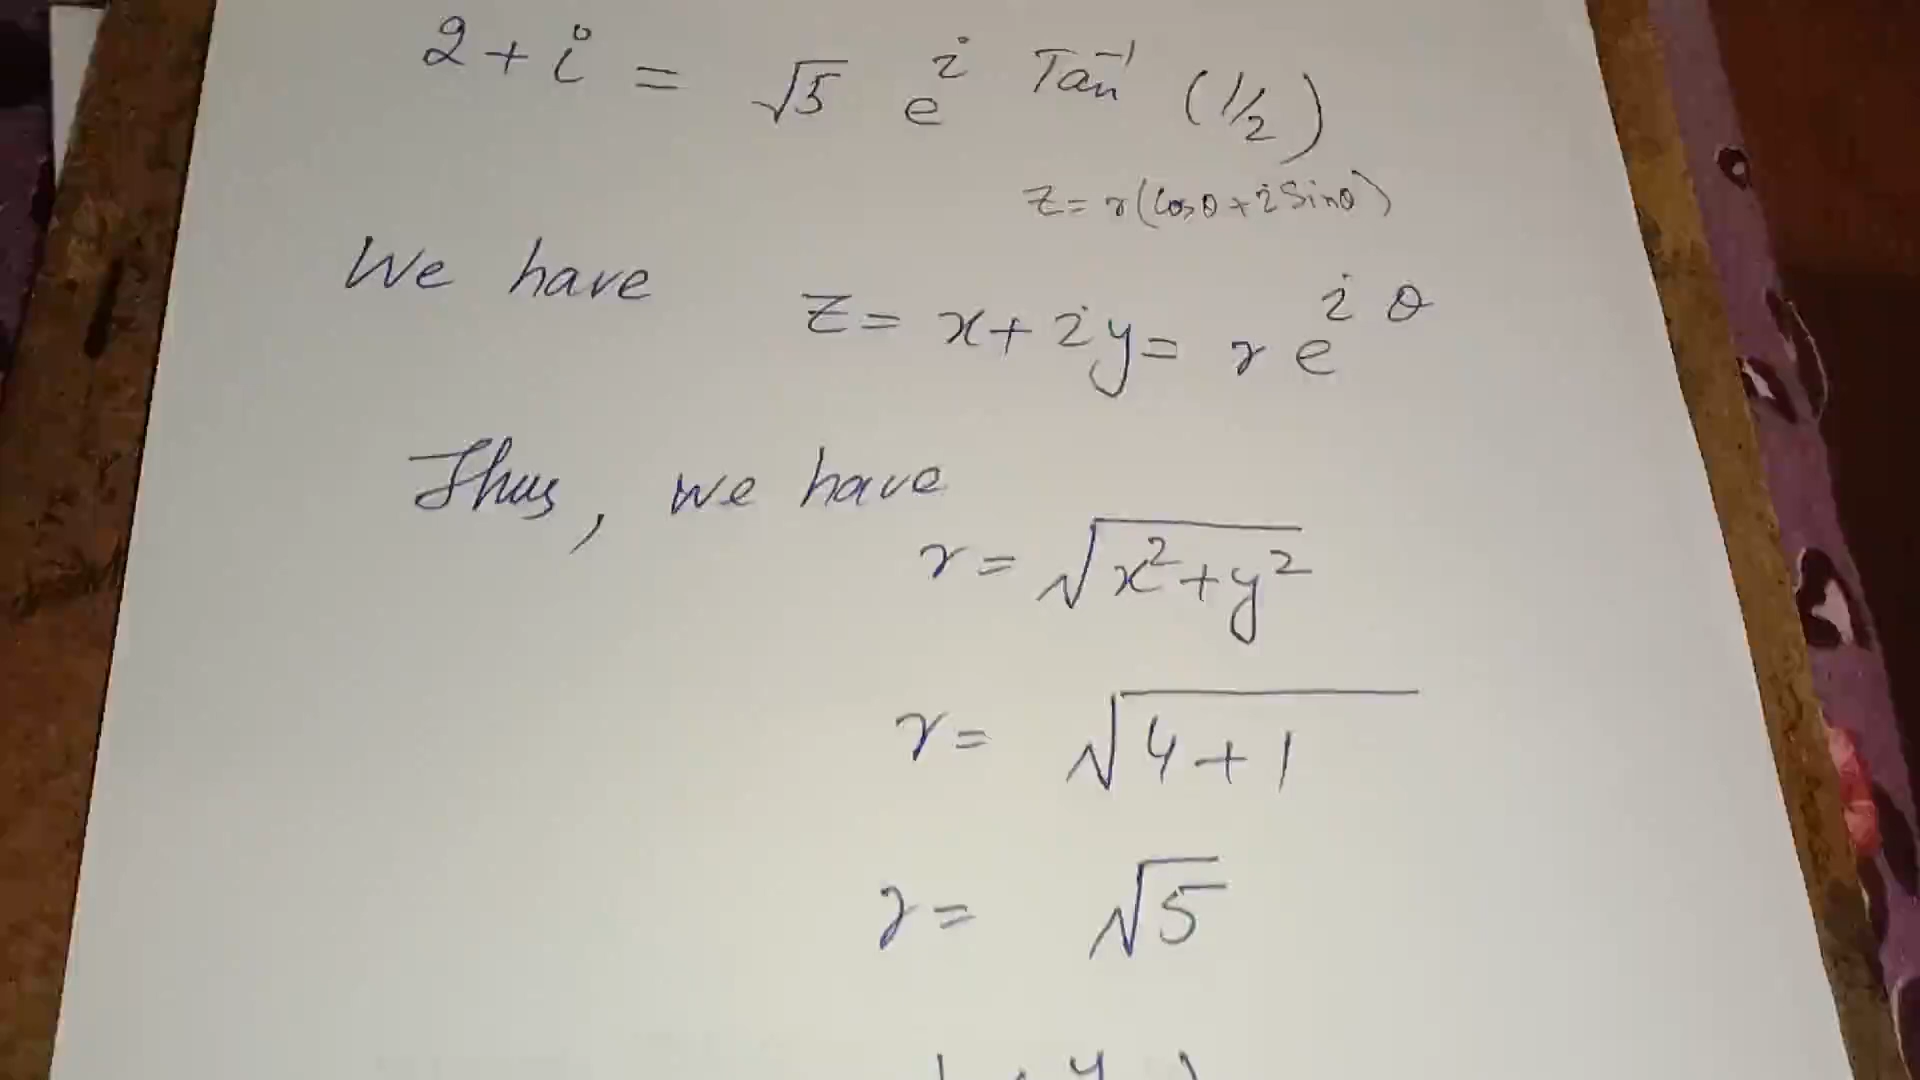 2 + i = √5 e^i Tan⁻¹ (1/2)
z = r(Cosθ + i Sinθ)
We have z = x + iy = r e^iθ
Thus, we have
r = √x² + y²
r = √4 + 1
r = √5